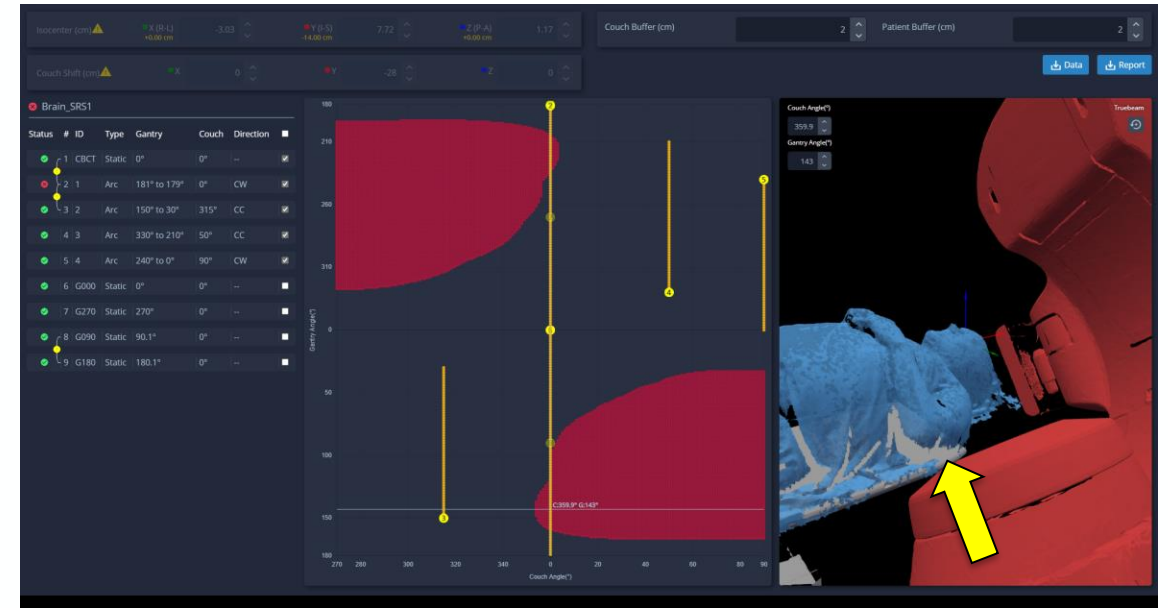 Isocenter (cm) X (R-L) -3.03 Y (I-S) 7.72 Z (P-A) 1.17 Couch Buffer (cm) 2 Patient Buffer (cm) 2
+0.00 cm -14.00 cm +0.00 cm
Couch Shift (cm) X 0 Y -28 Z 0 Data Report
Brain_SRS1
Status # ID Type Gantry Couch Direction
1 CBCT Static 0° 0° --
2 1 Arc 181° to 179° 0° CW
3 2 Arc 150° to 30° 315° CC
4 3 Arc 330° to 210° 50° CC
5 4 Arc 240° to 0° 90° CW
6 G000 Static 0° 0° --
7 G270 Static 270° 0° --
8 G090 Static 90.1° 0° --
9 G180 Static 180.1° 0° --
180
210
260
310
0
50
100
150
180
Gantry Angle(°)
2
5
4
6
3
C:359.9° G:143°
270 280 300 320 340 0 20 40 60 80 90
Couch Angle(°)
Couch Angle(°) Truebeam
359.9
Gantry Angle(°)
143